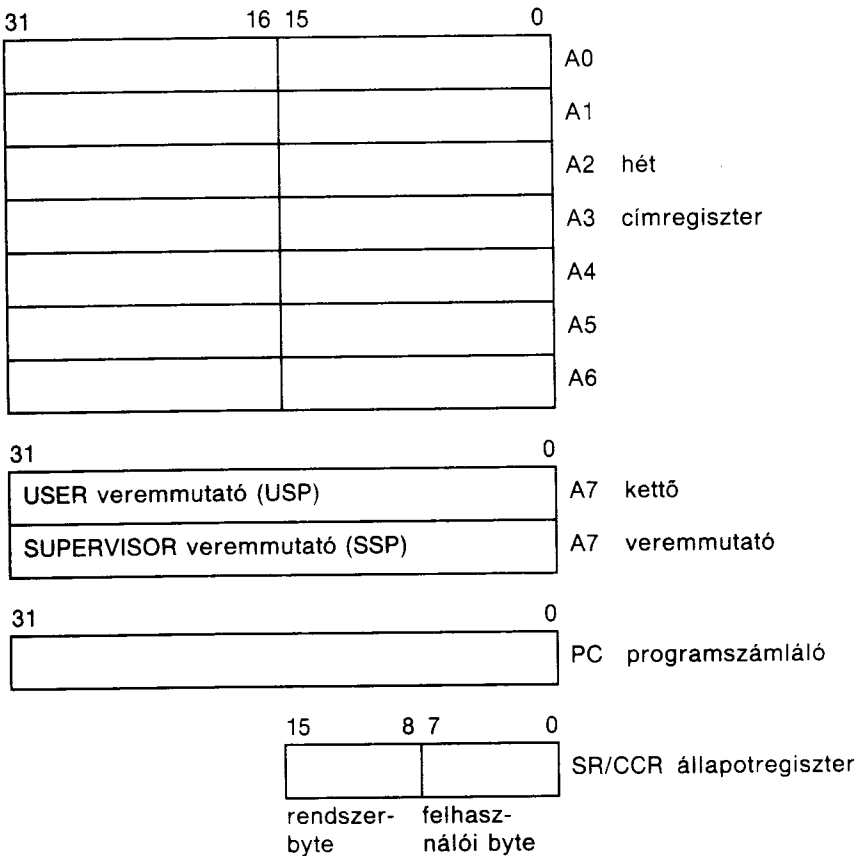 31 16 15 0
A0
A1
A2 hét
A3 címregiszter
A4
A5
A6
31 0
USER veremmutató (USP) A7 kettő
SUPERVISOR veremmutató (SSP) A7 veremmutató
31 0
PC programszámláló
15 8 7 0
SR/CCR állapotregiszter
rendszer- felhasz-
byte nálói byte